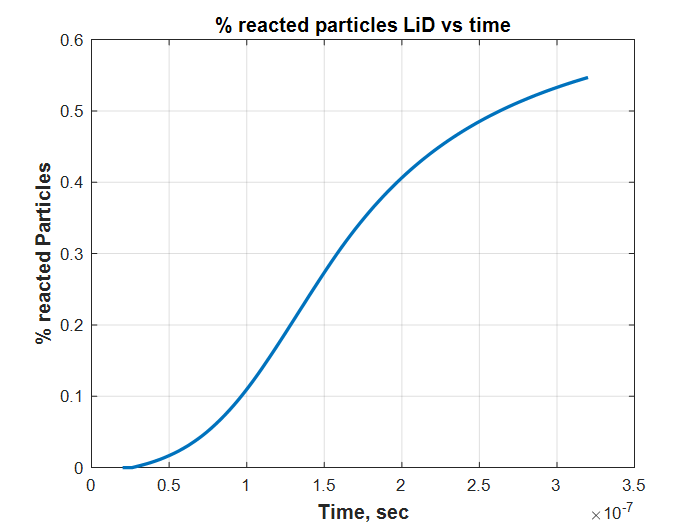 % reacted particles LiD vs time
0.6
0.5
0.4
0.3
0.2
0.1
0
% reacted Particles
0 0.5 1 1.5 2 2.5 3 3.5
×10-7
Time, sec